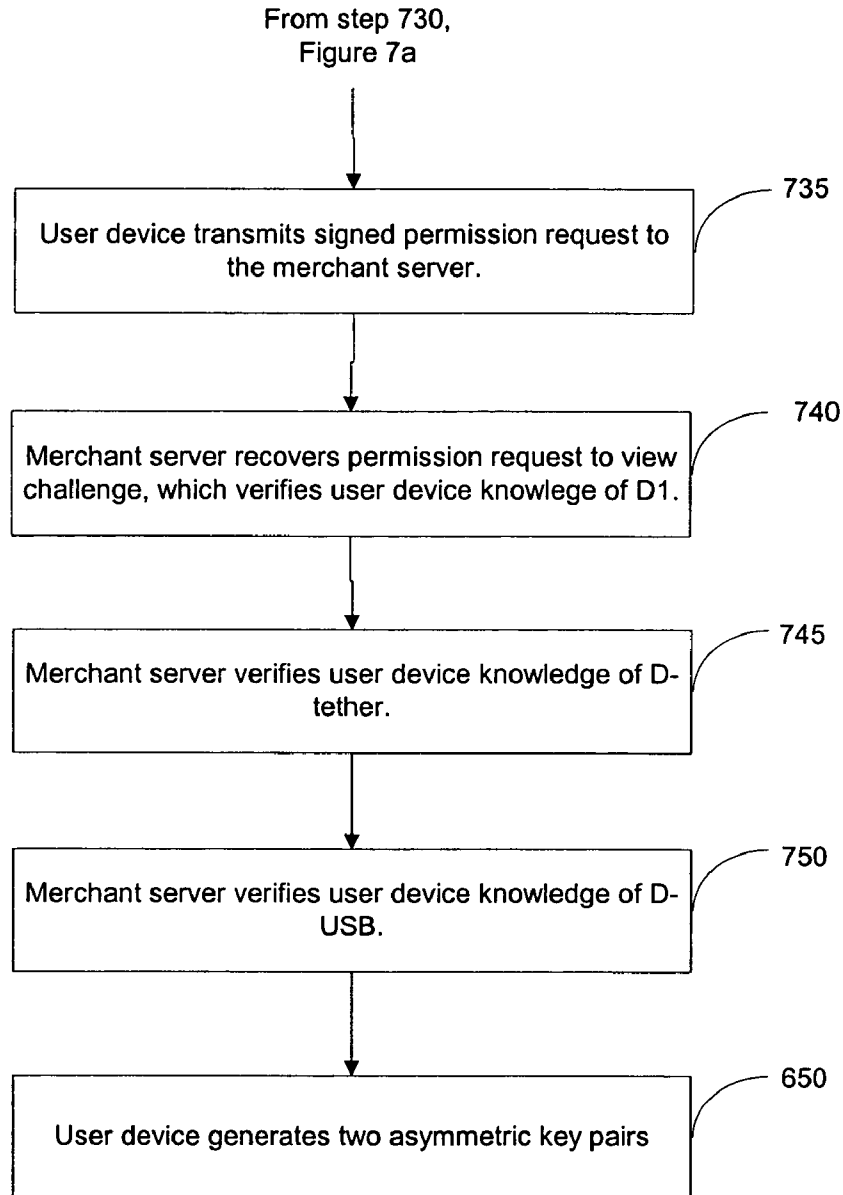 From step 730,
Figure 7a
735
User device transmits signed permission request to
the merchant server.
740
Merchant server recovers permission request to view
challenge, which verifies user device knowlege of D1.
745
Merchant server verifies user device knowledge of D-
tether.
750
Merchant server verifies user device knowledge of D-
USB.
650
User device generates two asymmetric key pairs